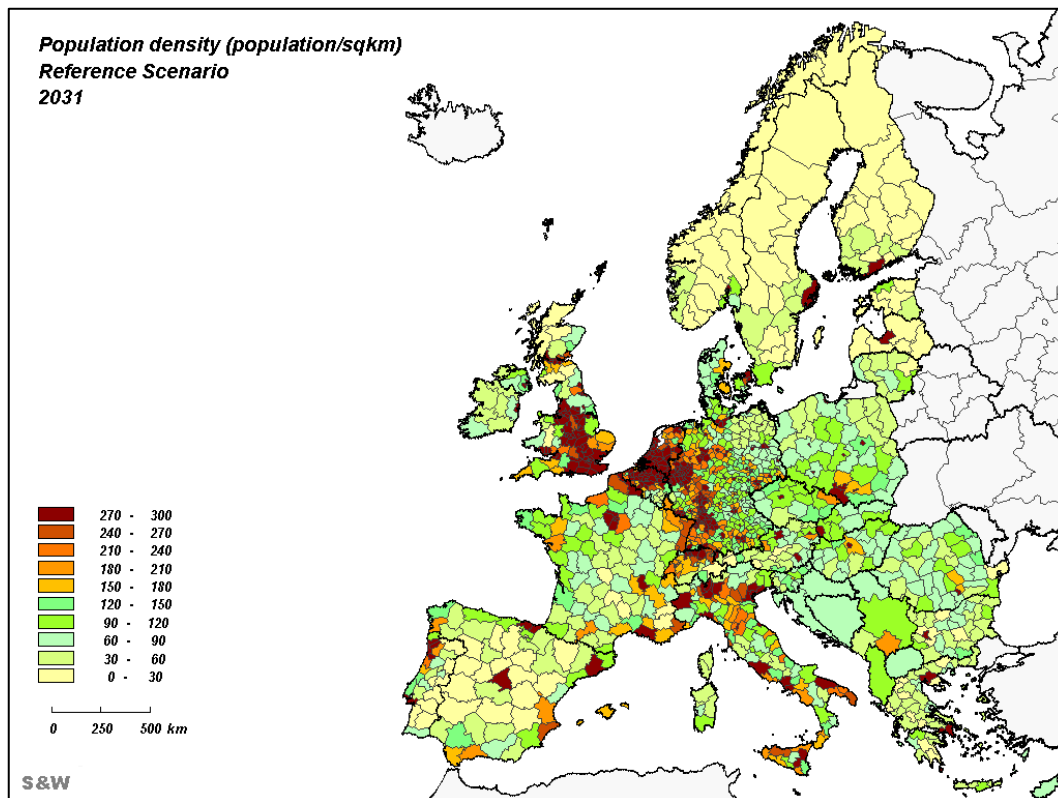 Population density (population/sqkm)
Reference Scenario
2031
270 - 300
240 - 270
210 - 240
180 - 210
150 - 180
120 - 150
90 - 120
60 - 90
30 - 60
0 - 30
0 250 500 km
S&W